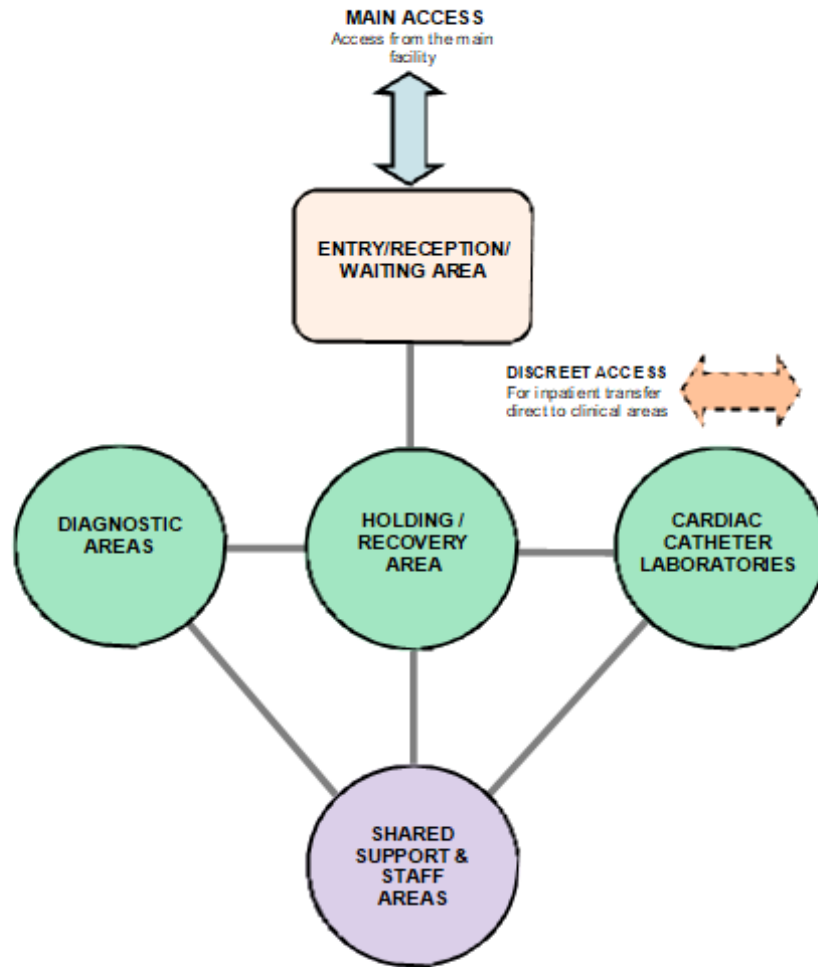 MAIN ACCESS
Access from the main
facility
ENTRY/RECEPTION/
WAITING AREA
DISCREET ACCESS
For inpatient transfer
direct to clinical areas
DIAGNOSTIC
AREAS
HOLDING /
RECOVERY
AREA
CARDIAC
CATHETER
LABORATORIES
SHARED
SUPPORT &
STAFF
AREAS